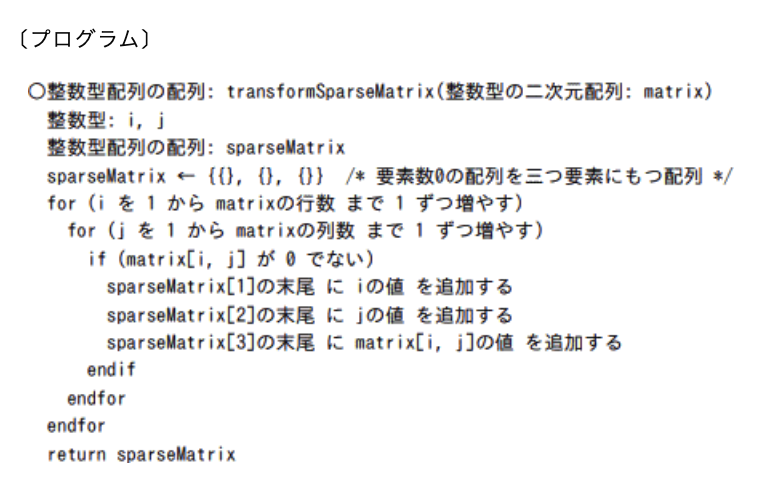 〔プログラム〕
○整数型配列の配列: transformSparseMatrix(整数型の二次元配列: matrix)
整数型: i, j
整数型配列の配列: sparseMatrix
sparseMatrix ← {{}, {}, {}} /* 要素数0の配列を三つ要素にもつ配列 */
for (i を 1 から matrixの行数 まで 1 ずつ増やす)
for (j を 1 から matrixの列数 まで 1 ずつ増やす)
if (matrix[i, j] が 0 でない)
sparseMatrix[1]の末尾 に iの値 を追加する
sparseMatrix[2]の末尾 に jの値 を追加する
sparseMatrix[3]の末尾 に matrix[i, j]の値 を追加する
endif
endfor
endfor
return sparseMatrix